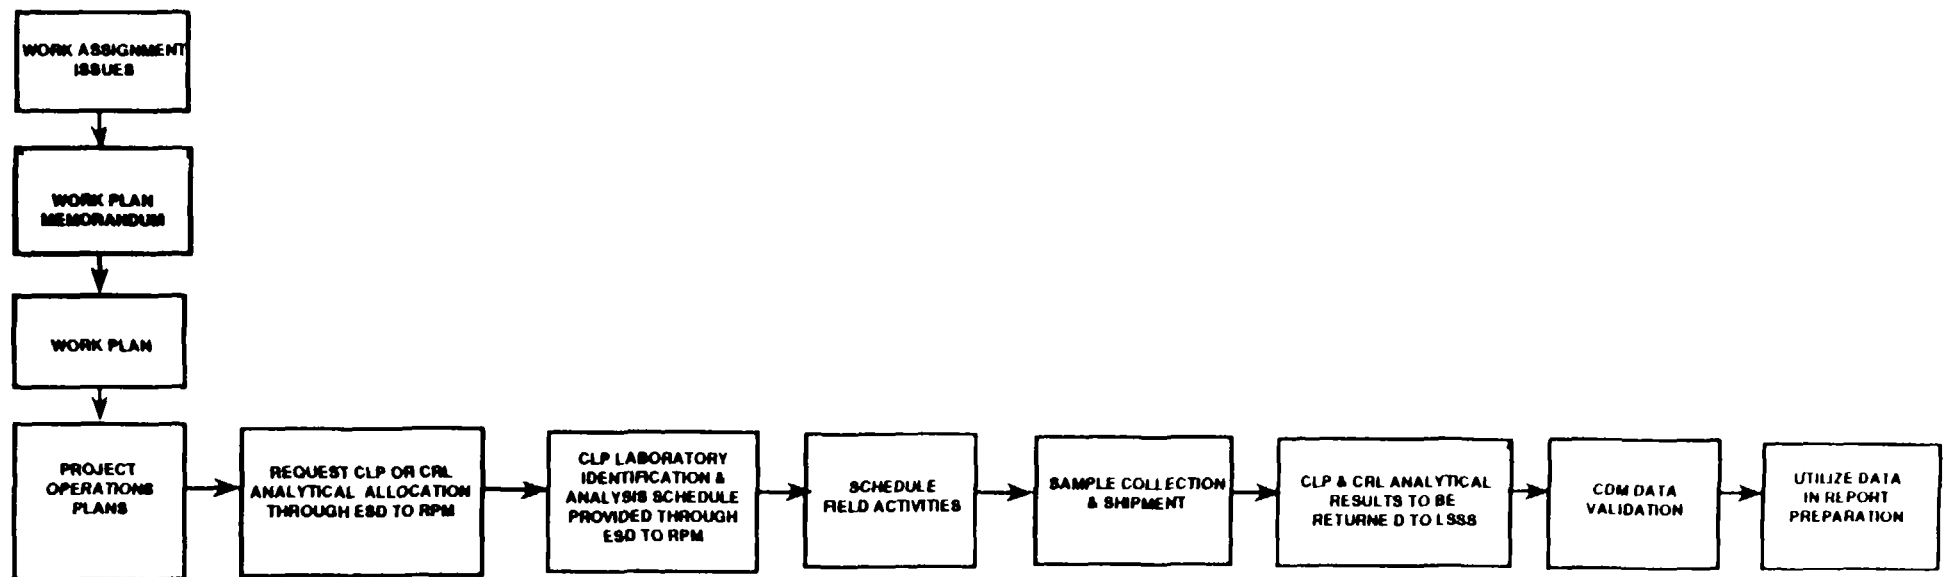 WORK ASSIGNMENT
ISSUES
WORK PLAN
MEMORANDUM
WORK PLAN
PROJECT
OPERATIONS
PLANS
REQUEST CLP OR CRL
ANALYTICAL ALLOCATION
THROUGH ESD TO RPM
CLP LABORATORY
IDENTIFICATION &
ANALYSIS SCHEDULE
PROVIDED THROUGH
ESD TO RPM
SCHEDULE
FIELD ACTIVITIES
SAMPLE COLLECTION
& SHIPMENT
CLP & CRL ANALYTICAL
RESULTS TO BE
RETURNE D TO LSSS
CDM DATA
VALIDATION
UTILIZE DATA
IN REPORT
PREPARATION